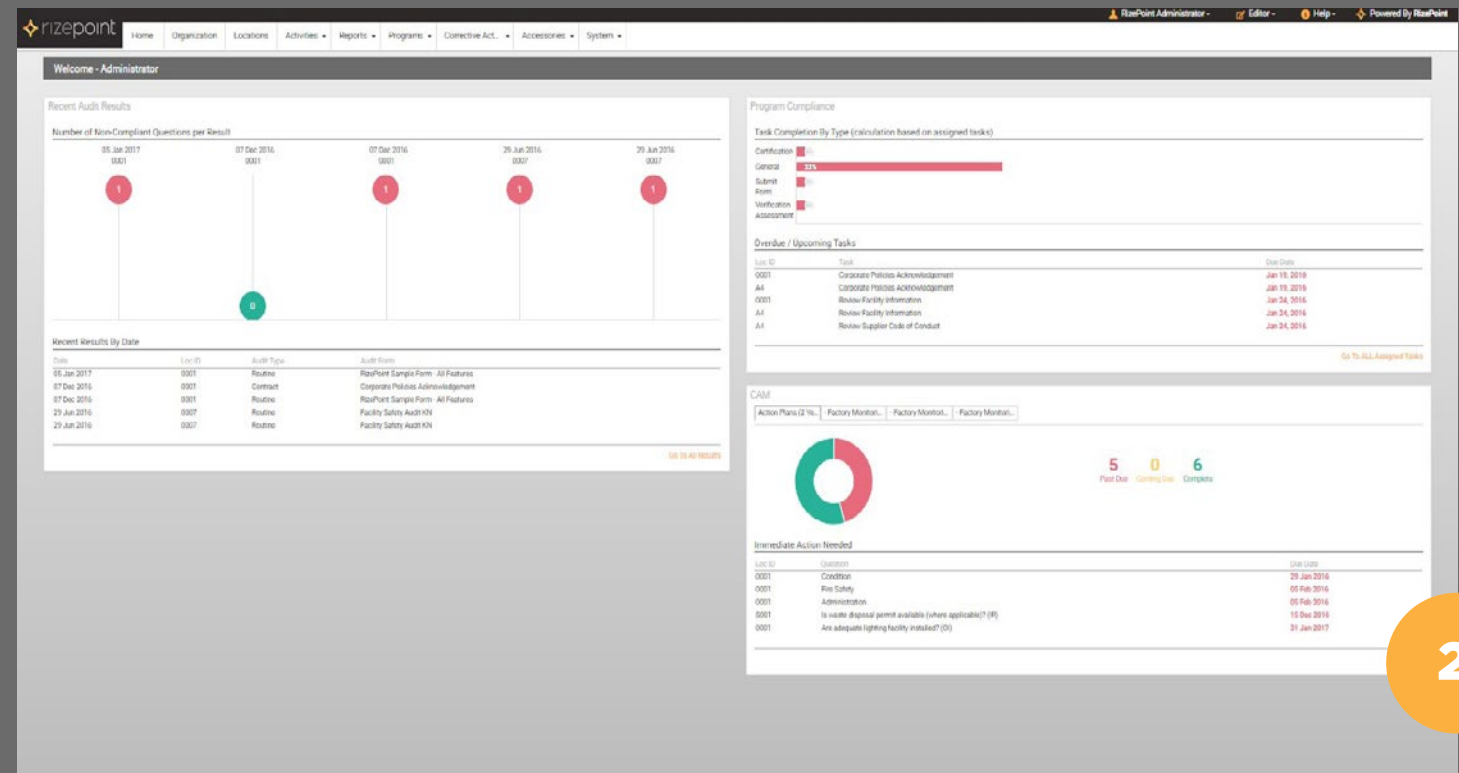 RizePoint Administrator -
Editor -
Help -
Powered By RizePoint
rizepoint
Home
Organization
Locations
Activities
Reports
Programs
Corrective Act...
Accessories
System
Welcome - Administrator
Recent Audit Results
Number of Non-Compliant Questions per Result
05 Jan 2017 07 Dec 2016 07 Dec 2016 29 Jun 2016 29 Jun 2016
0001 0001 0001 0007 0007
1 1 1 1
0
Recent Results By Date
Date Loc ID Audit Type Audit Form
05 Jan 2017 0001 Routine RizePoint Sample Form - All Features
07 Dec 2016 0001 Contract Corporate Policies Acknowledgement
07 Dec 2016 0001 Routine RizePoint Sample Form - All Features
29 Jun 2016 0007 Routine Facility Safety Audit KN
29 Jun 2016 0007 Routine Facility Safety Audit KN
Go To All Results
Program Compliance
Task Completion By Type (calculation based on assigned tasks)
Certification
General 33%
Submit
Form
Verification
Assessment
Overdue / Upcoming Tasks
Loc ID Task Due Date
0001 Corporate Policies Acknowledgement Jan 19, 2016
A4 Corporate Policies Acknowledgement Jan 19, 2016
0001 Review Facility Information Jan 24, 2016
A4 Review Facility Information Jan 24, 2016
A4 Review Supplier Code of Conduct Jan 24, 2016
Go To ALL Assigned Tasks
CAM
Action Plans (2 Ye...
Factory Monitori...
Factory Monitori...
Factory Monitori...
5 0 6
Past Due Coming Due Complete
Immediate Action Needed
Loc ID Question Due Date
0001 Condition 29 Jan 2016
0001 Fire Safety 05 Feb 2016
0001 Administration 05 Feb 2016
0001 Is waste disposal permit available (where applicable)? (IR) 15 Dec 2016
0001 Are adequate lighting facility installed? (OI) 31 Jan 2017
2